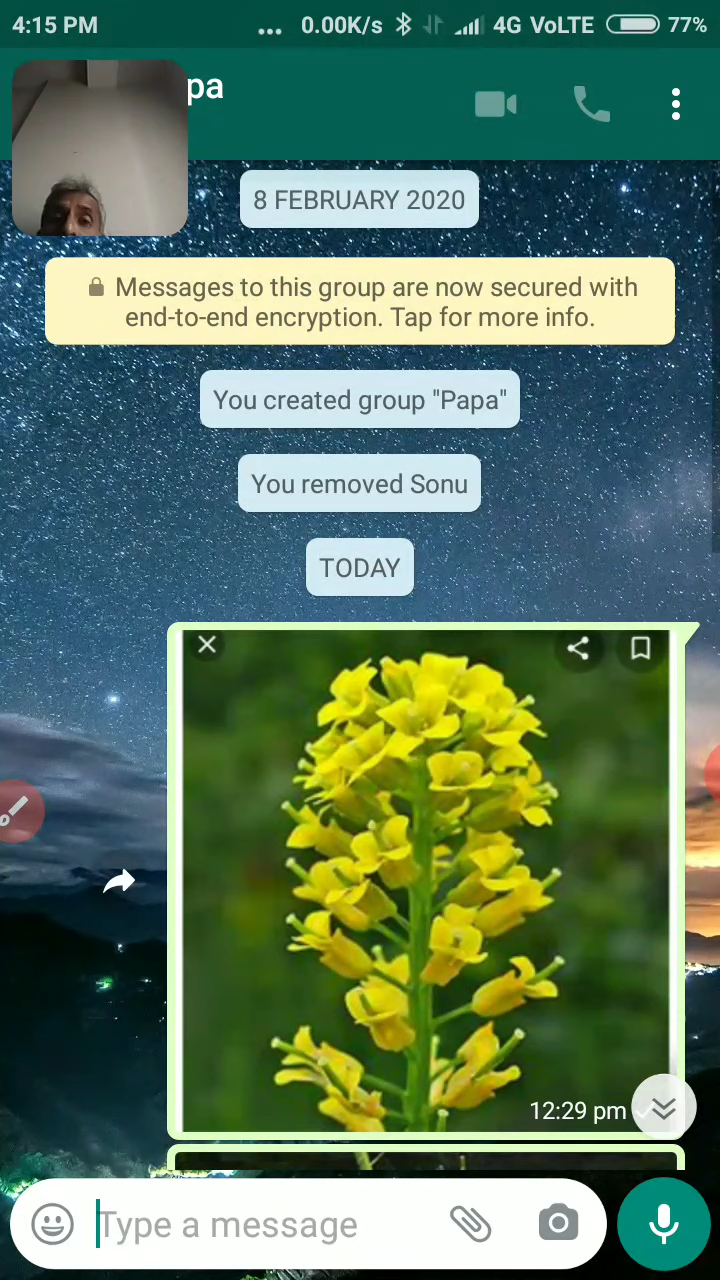 4:15 PM ... 0.00K/s 4G VoLTE 77%
pa
8 FEBRUARY 2020
Messages to this group are now secured with
end-to-end encryption. Tap for more info.
You created group "Papa"
You removed Sonu
TODAY
12:29 pm
Type a message